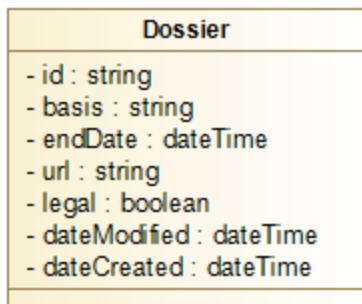 Dossier
- id : string
- basis : string
- endDate : dateTime
- url : string
- legal : boolean
- dateModified : dateTime
- dateCreated : dateTime